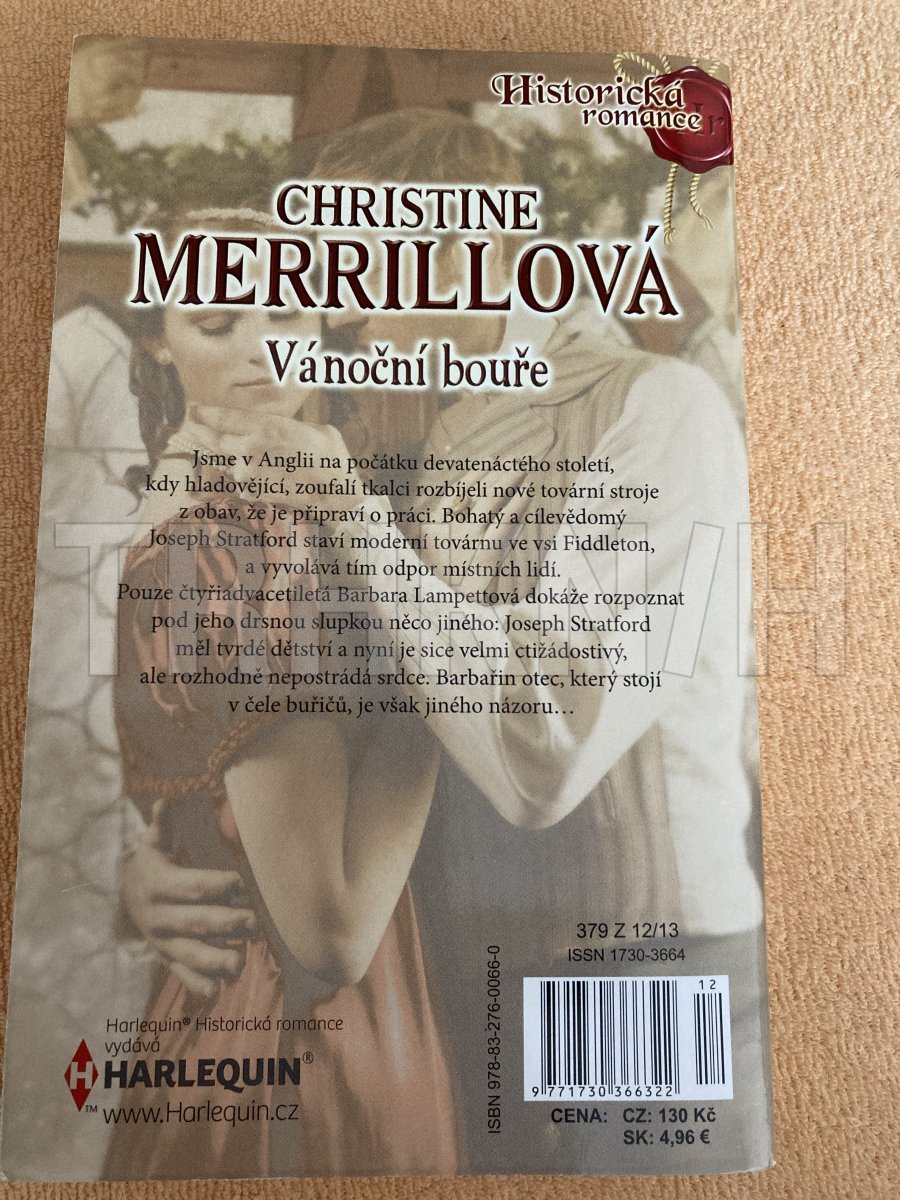 Historická
romance
Hr
CHRISTINE
MERRILLOVÁ
Vánoční bouře
Jsme v Anglii na počátku devatenáctého století,
kdy hladovějící, zoufalí tkalci rozbíjeli nové tovární stroje
z obav, že je připraví o práci. Bohatý a cílevědomý
Joseph Stratford staví moderní továrnu ve vsi Fiddleton,
a vyvolává tím odpor místních lidí.
Pouze čtyřiadvacetiletá Barbara Lampettová dokáže rozpoznat
pod jeho drsnou slupkou něco jiného: Joseph Stratford
měl tvrdé dětství a nyní je sice velmi ctižádostivý,
ale rozhodně nepostrádá srdce. Barbařin otec, který stojí
v čele buřičů, je však jiného názoru…
379 Z 12/13
ISSN 1730-3664
ISBN 978-83-276-0066-0
12
9 771730 366322
CENA: CZ: 130 Kč
SK: 4,96 €
Harlequin® Historická romance
vydává
H HARLEQUIN®
™ www.Harlequin.cz